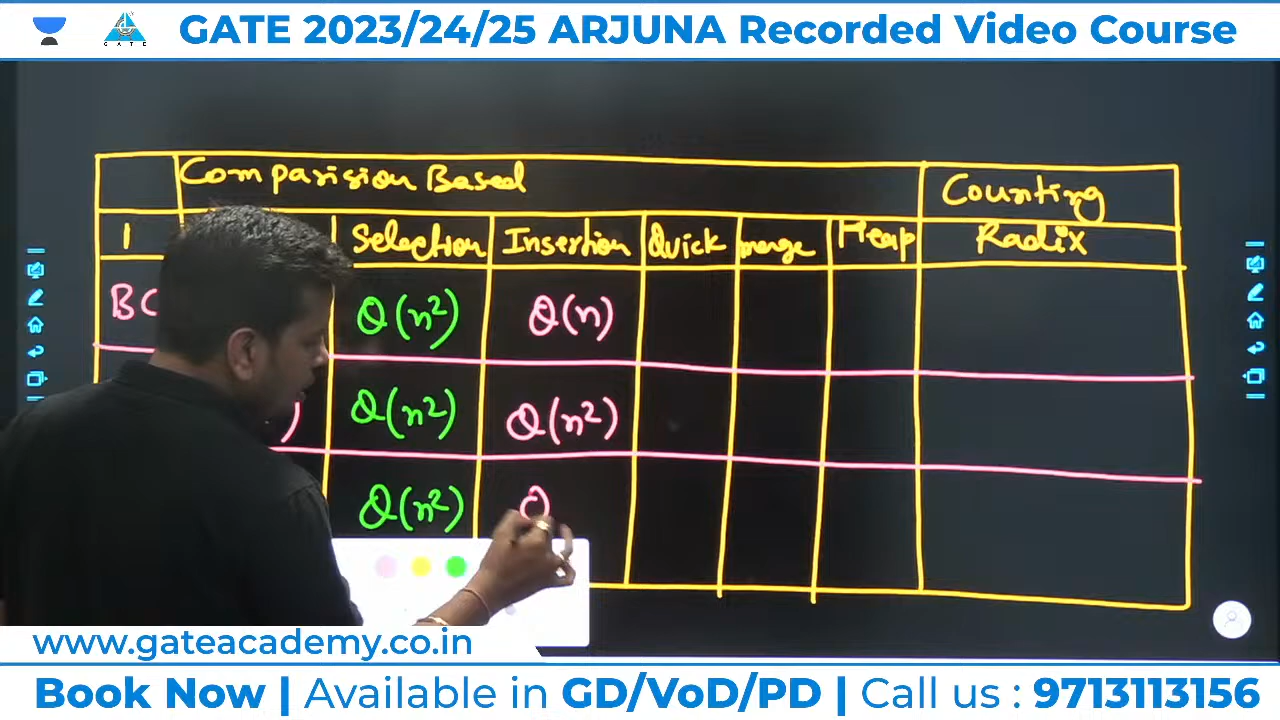 GATE
GATE 2023/24/25 ARJUNA Recorded Video Course
Comparision Based
Counting
Selection Insertion Quick merge Heap Radix
θ(n²) θ(n)
θ(n²) θ(n²)
)
θ(n²)
www.gateacademy.co.in
Book Now | Available in GD/VoD/PD | Call us : 9713113156